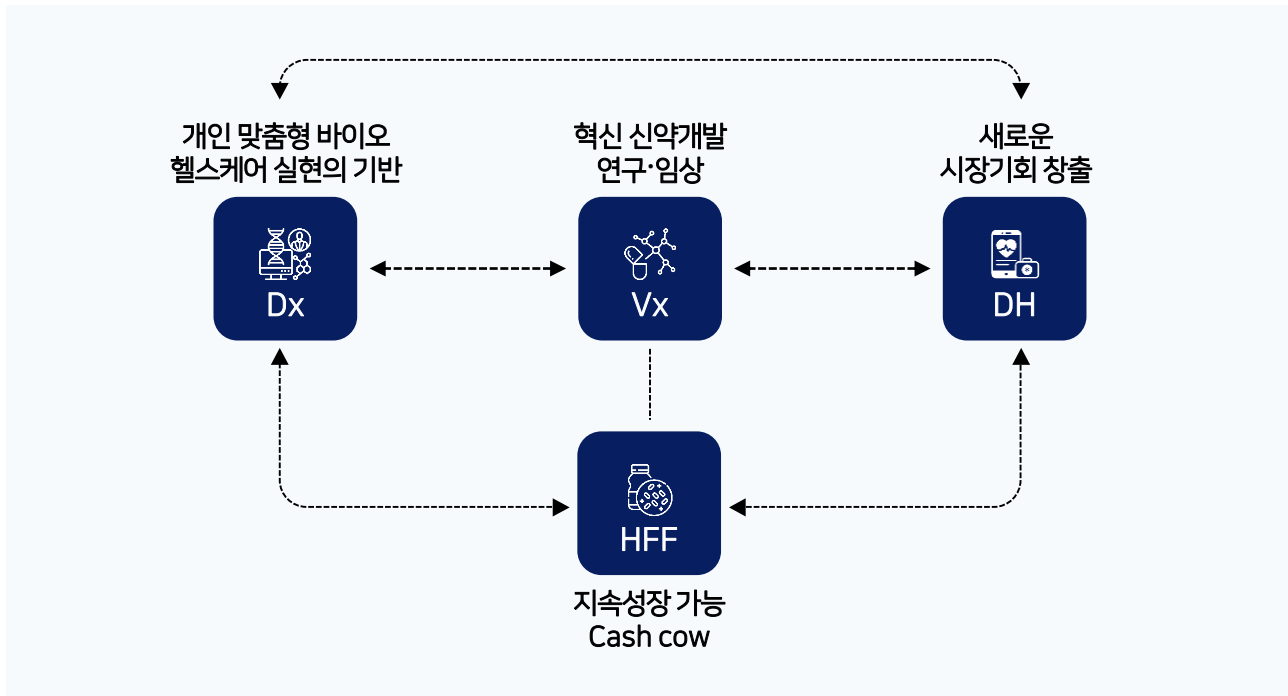 개인 맞춤형 바이오
헬스케어 실현의 기반
Dx
혁신 신약개발
연구·임상
Vx
새로운
시장기회 창출
DH
HFF
지속성장 가능
Cash cow